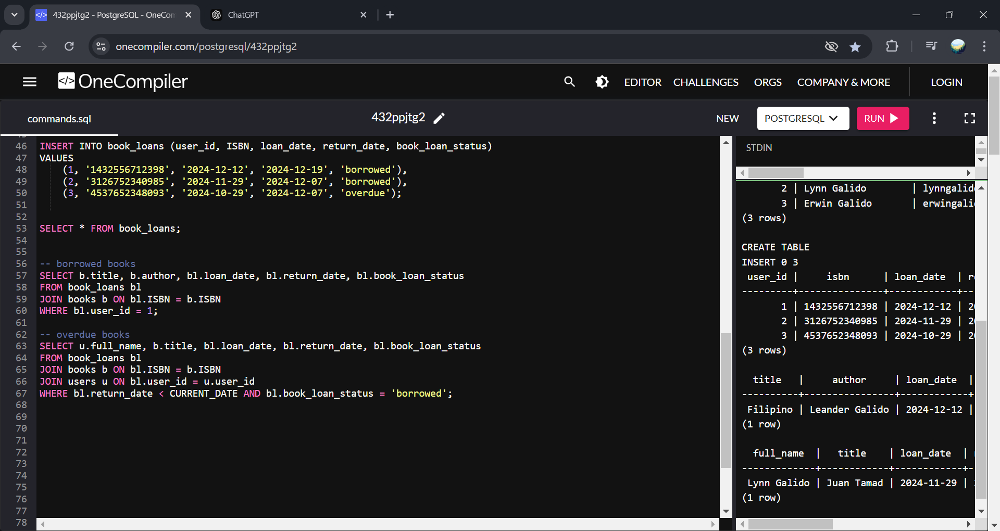 432ppjtg2 - PostgreSQL - OneCom
ChatGPT
onecompiler.com/postgresql/432ppjtg2
</> OneCompiler
EDITOR
CHALLENGES
ORGS
COMPANY & MORE
LOGIN
commands.sql
432ppjtg2
NEW
POSTGRESQL
RUN
46 INSERT INTO book_loans (user_id, ISBN, loan_date, return_date, book_loan_status)
47 VALUES
48 (1, '1432556712398', '2024-12-12', '2024-12-19', 'borrowed'),
49 (2, '3126752340985', '2024-11-29', '2024-12-07', 'borrowed'),
50 (3, '4537652348093', '2024-10-29', '2024-12-07', 'overdue');
51
52
53 SELECT * FROM book_loans;
54
55
56 -- borrowed books
57 SELECT b.title, b.author, bl.loan_date, bl.return_date, bl.book_loan_status
58 FROM book_loans bl
59 JOIN books b ON bl.ISBN = b.ISBN
60 WHERE bl.user_id = 1;
61
62 -- overdue books
63 SELECT u.full_name, b.title, bl.loan_date, bl.return_date, bl.book_loan_status
64 FROM book_loans bl
65 JOIN books b ON bl.ISBN = b.ISBN
66 JOIN users u ON bl.user_id = u.user_id
67 WHERE bl.return_date < CURRENT_DATE AND bl.book_loan_status = 'borrowed';
68
69
70
71
72
73
74
75
76
77
78
STDIN
2 | Lynn Galido | lynngalid
3 | Erwin Galido | erwingali
(3 rows)
CREATE TABLE
INSERT 0 3
user_id | isbn | loan_date | r
---------+---------------+------------+--
1 | 1432556712398 | 2024-12-12 | 2
2 | 3126752340985 | 2024-11-29 | 2
3 | 4537652348093 | 2024-10-29 | 2
(3 rows)
title | author | loan_date |
----------+----------------+------------+
Filipino | Leander Galido | 2024-12-12 |
(1 row)
full_name | title | loan_date |
-------------+------------+------------+-
Lynn Galido | Juan Tamad | 2024-11-29 |
(1 row)